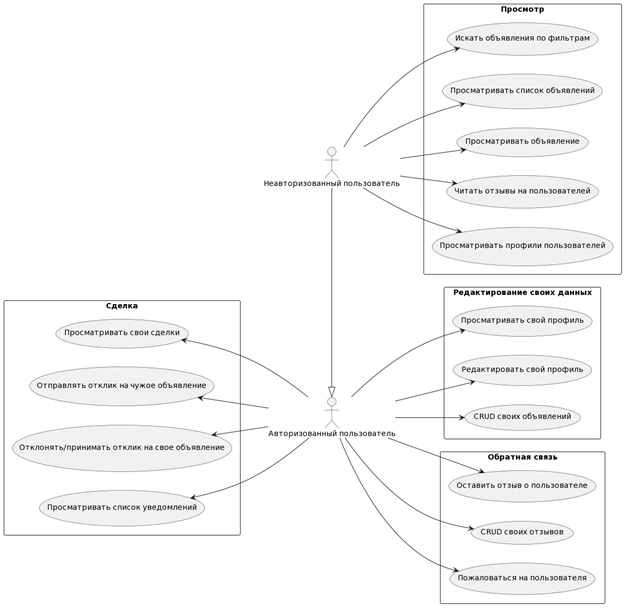 Просмотр
Искать объявления по фильтрам
Просматривать список объявлений
Просматривать объявление
Читать отзывы на пользователей
Просматривать профили пользователей
Неавторизованный пользователь
Сделка
Просматривать свои сделки
Отправлять отклик на чужое объявление
Отклонять/принимать отклик на свое объявление
Просматривать список уведомлений
Авторизованный пользователь
Редактирование своих данных
Просматривать свой профиль
Редактировать свой профиль
CRUD своих объявлений
Обратная связь
Оставить отзыв о пользователе
CRUD своих отзывов
Пожаловаться на пользователя